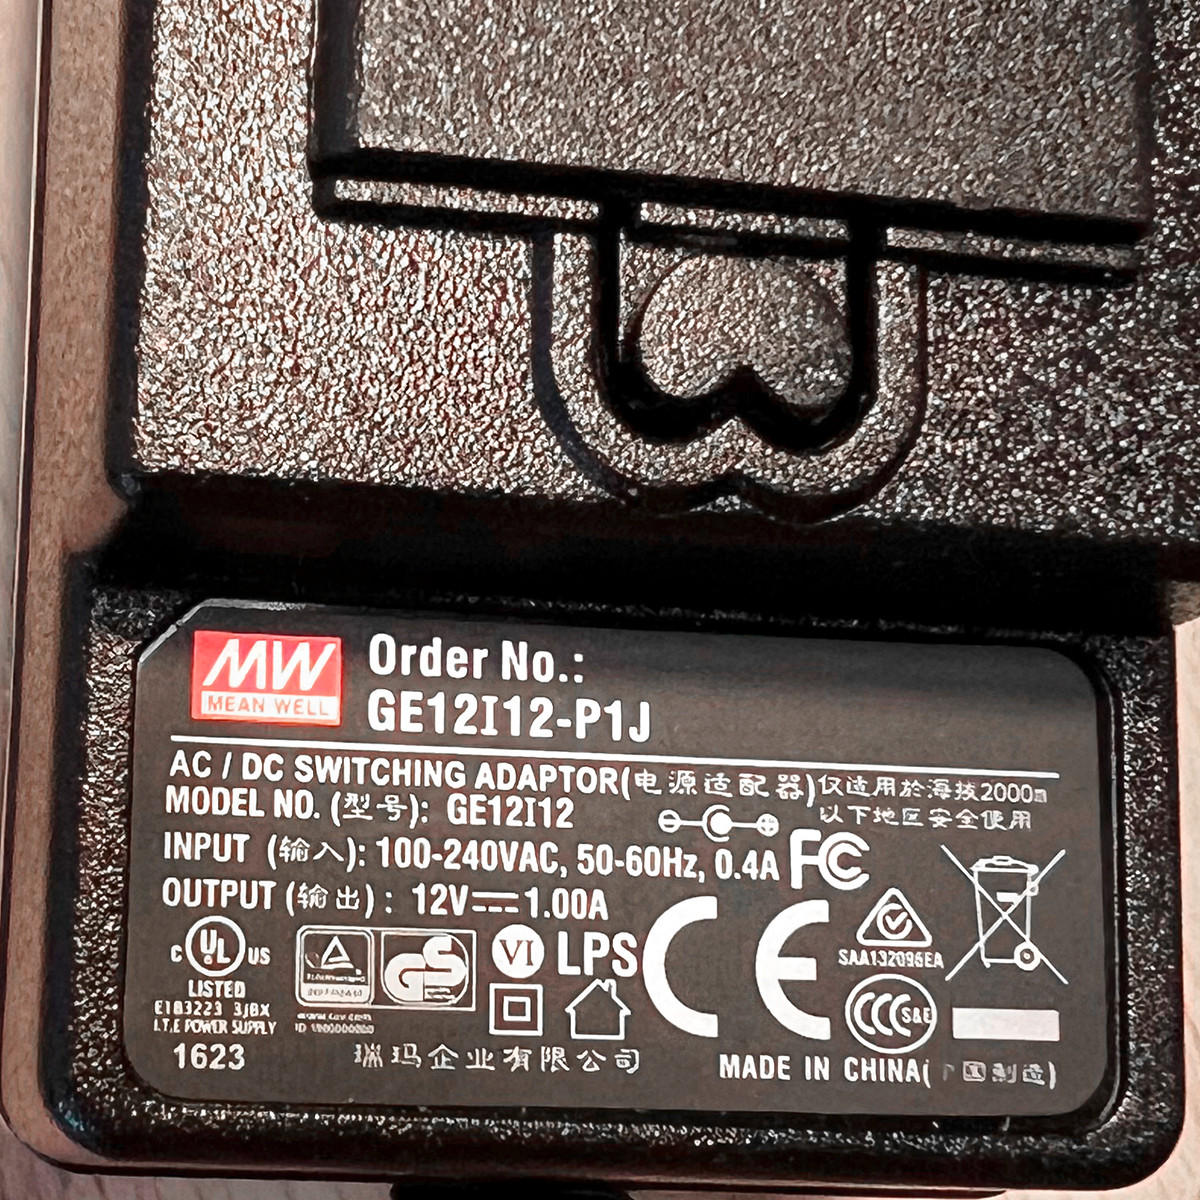 MW
MEAN WELL
Order No.:
GE12I12-P1J
AC / DC SWITCHING ADAPTOR(电源适配器)
仅适用於海拔2000m
以下地区安全使用
MODEL NO. (型号): GE12I12
INPUT (输入): 100-240VAC, 50-60Hz, 0.4A
FC
OUTPUT (输出) : 12V 1.00A
C UL US
LISTED
E183223 3JBX
I.T.E POWER SUPPLY
1623
GS
VI
LPS
CE
SAA132096EA
CCC S&E
瑞玛企业有限公司
MADE IN CHINA( 国制造)